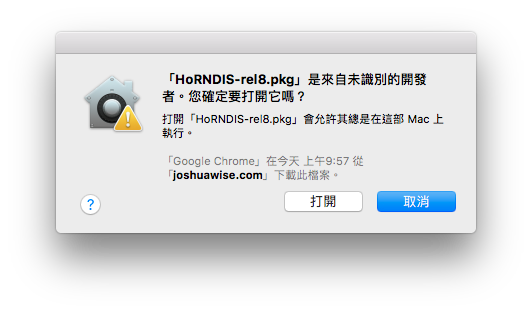 「HoRNDIS-rel8.pkg」是來自未識別的開發
者。您確定要打開它嗎？
打開「HoRNDIS-rel8.pkg」會允許其總是在這部 Mac 上
執行。
「Google Chrome」在今天 上午9:57 從
「joshuawise.com」下載此檔案。
?
打開
取消